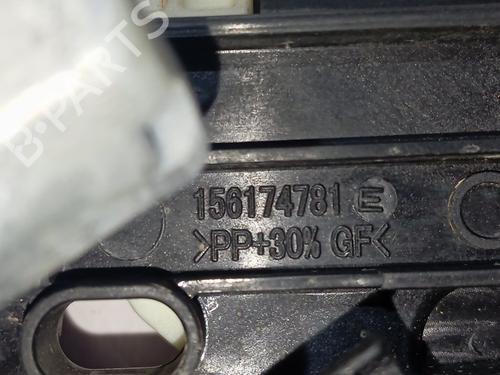 B-PARTS
156174781 E
>PP+30% GF<